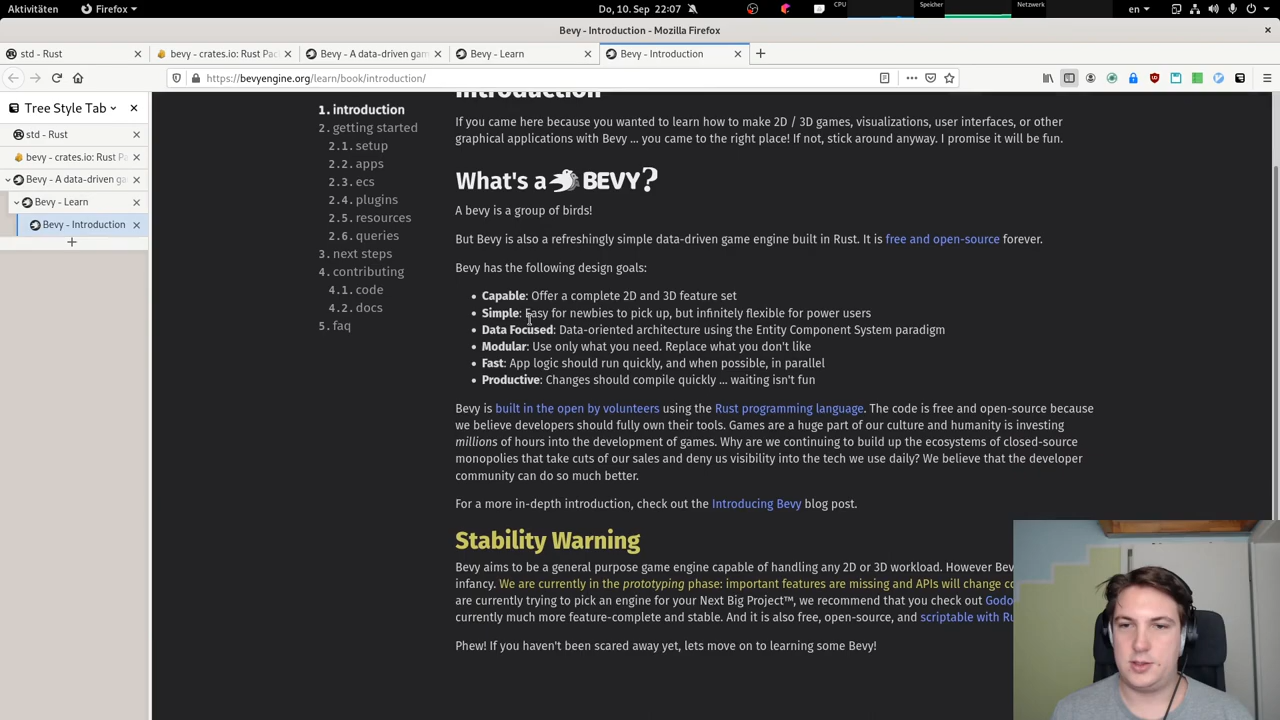 Aktivitäten
Firefox
Do, 10. Sep 22:07
CPU
Speicher
Netzwerk
en
Bevy - Introduction - Mozilla Firefox
std - Rust
bevy - crates.io: Rust Pac
Bevy - A data-driven gam
Bevy - Learn
Bevy - Introduction
https://bevyengine.org/learn/book/introduction/
Tree Style Tab
std - Rust
bevy - crates.io: Rust Pa
Bevy - A data-driven ga
Bevy - Learn
Bevy - Introduction
1. introduction
2. getting started
2.1. setup
2.2. apps
2.3. ecs
2.4. plugins
2.5. resources
2.6. queries
3. next steps
4. contributing
4.1. code
4.2. docs
5. faq
Introduction
If you came here because you wanted to learn how to make 2D / 3D games, visualizations, user interfaces, or other
graphical applications with Bevy ... you came to the right place! If not, stick around anyway. I promise it will be fun.
What's a BEVY?
A bevy is a group of birds!
But Bevy is also a refreshingly simple data-driven game engine built in Rust. It is free and open-source forever.
Bevy has the following design goals:
• Capable: Offer a complete 2D and 3D feature set
• Simple: Easy for newbies to pick up, but infinitely flexible for power users
• Data Focused: Data-oriented architecture using the Entity Component System paradigm
• Modular: Use only what you need. Replace what you don't like
• Fast: App logic should run quickly, and when possible, in parallel
• Productive: Changes should compile quickly ... waiting isn't fun
Bevy is built in the open by volunteers using the Rust programming language. The code is free and open-source because
we believe developers should fully own their tools. Games are a huge part of our culture and humanity is investing
millions of hours into the development of games. Why are we continuing to build up the ecosystems of closed-source
monopolies that take cuts of our sales and deny us visibility into the tech we use daily? We believe that the developer
community can do so much better.
For a more in-depth introduction, check out the Introducing Bevy blog post.
Stability Warning
Bevy aims to be a general purpose game engine capable of handling any 2D or 3D workload. However Bev
infancy. We are currently in the prototyping phase: important features are missing and APIs will change co
are currently trying to pick an engine for your Next Big Project™, we recommend that you check out Godo
currently much more feature-complete and stable. And it is also free, open-source, and scriptable with Ru
Phew! If you haven't been scared away yet, lets move on to learning some Bevy!